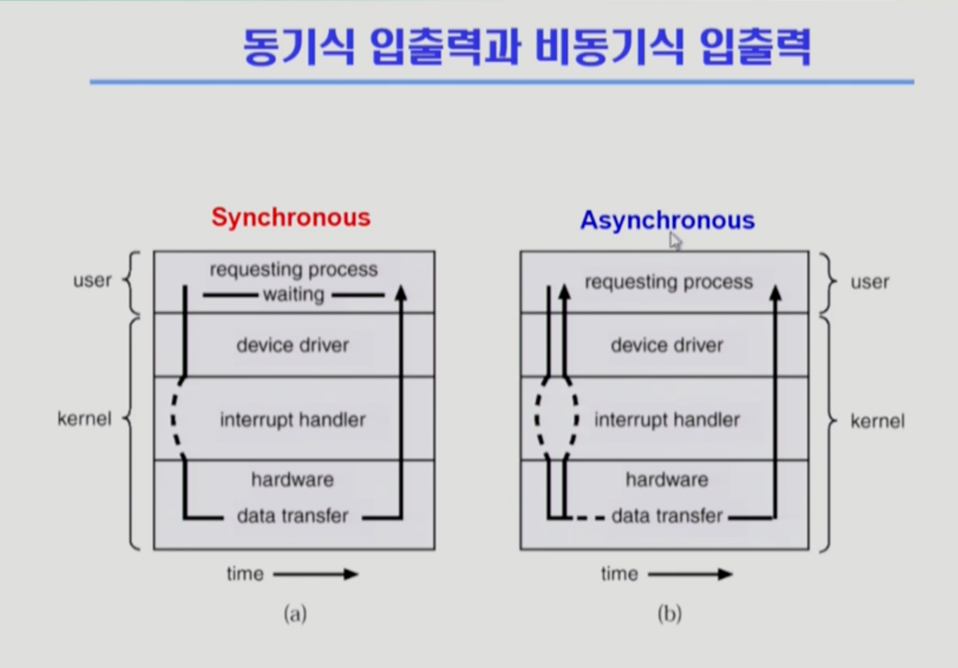 동기식 입출력과 비동기식 입출력
Synchronous
user
requesting process
waiting
device driver
kernel
interrupt handler
hardware
data transfer
time
(a)
Asynchronous
requesting process
user
device driver
interrupt handler
kernel
hardware
data transfer
time
(b)